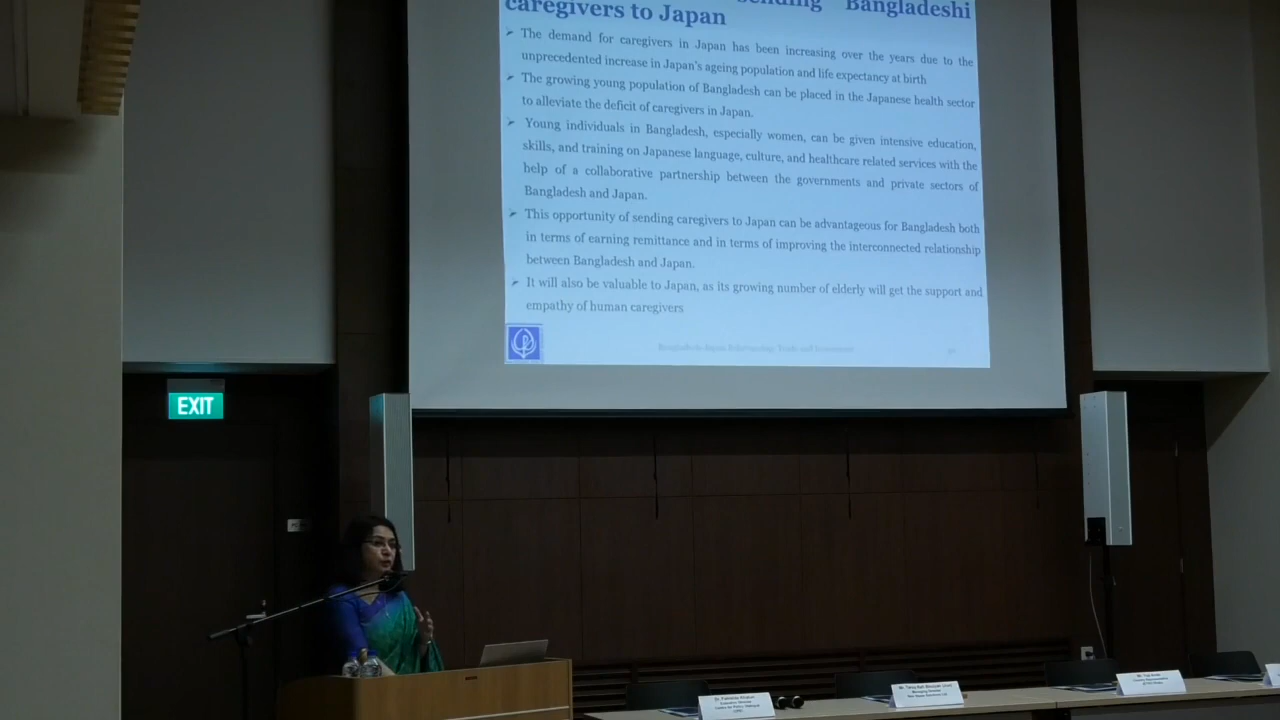 sending Bangladeshi
caregivers to Japan
➢ The demand for caregivers in Japan has been increasing over the years due to the
unprecedented increase in Japan's ageing population and life expectancy at birth
➢ The growing young population of Bangladesh can be placed in the Japanese health sector
to alleviate the deficit of caregivers in Japan.
➢ Young individuals in Bangladesh, especially women, can be given intensive education,
skills, and training on Japanese language, culture, and healthcare related services with the
help of a collaborative partnership between the governments and private sectors of
Bangladesh and Japan.
➢ This opportunity of sending caregivers to Japan can be advantageous for Bangladesh both
in terms of earning remittance and in terms of improving the interconnected relationship
between Bangladesh and Japan.
➢ It will also be valuable to Japan, as its growing number of elderly will get the support and
empathy of human caregivers
EXIT